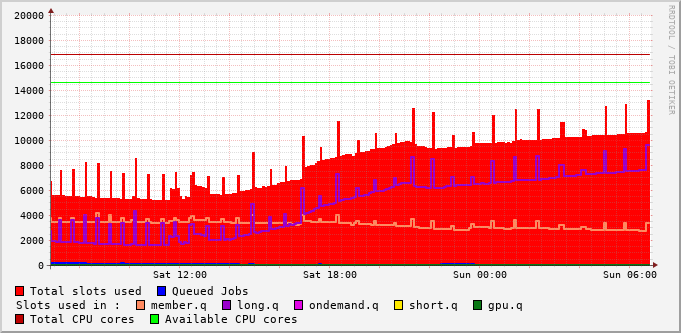 20000
18000
16000
14000
12000
10000
8000
6000
4000
2000
0
Sat 12:00 Sat 18:00 Sun 00:00 Sun 06:00
RRDTOOL / TOBI OETIKER
Total slots used Queued Jobs
Slots used in : member.q long.q ondemand.q short.q gpu.q
Total CPU cores Available CPU cores